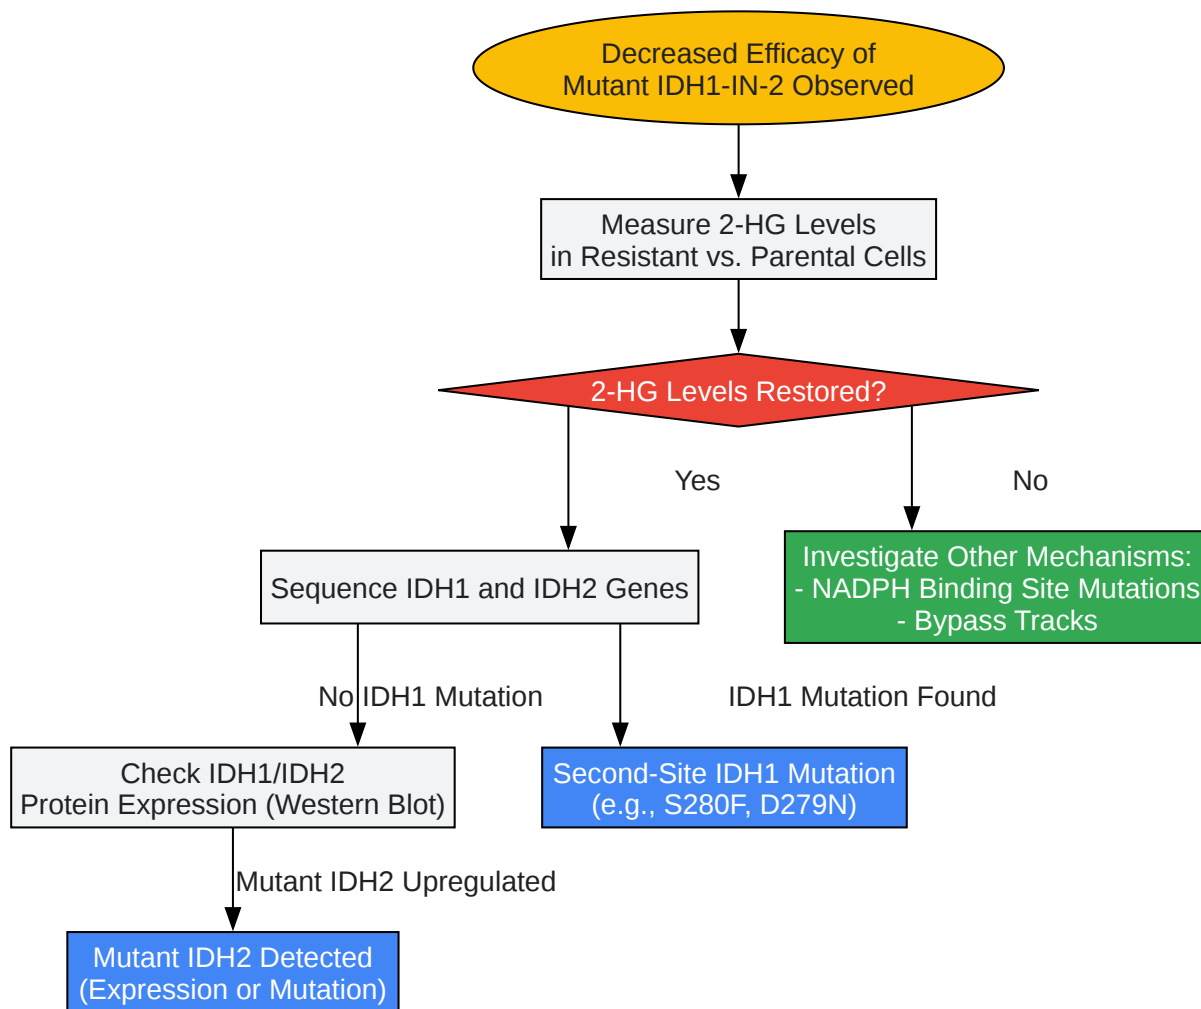 Decreased Efficacy of
Mutant IDH1-IN-2 Observed
Measure 2-HG Levels
in Resistant vs. Parental Cells
2-HG Levels Restored?
Yes
No
Sequence IDH1 and IDH2 Genes
Investigate Other Mechanisms:
- NADPH Binding Site Mutations
- Bypass Tracks
No IDH1 Mutation
IDH1 Mutation Found
Check IDH1/IDH2
Protein Expression (Western Blot)
Second-Site IDH1 Mutation
(e.g., S280F, D279N)
Mutant IDH2 Upregulated
Mutant IDH2 Detected
(Expression or Mutation)